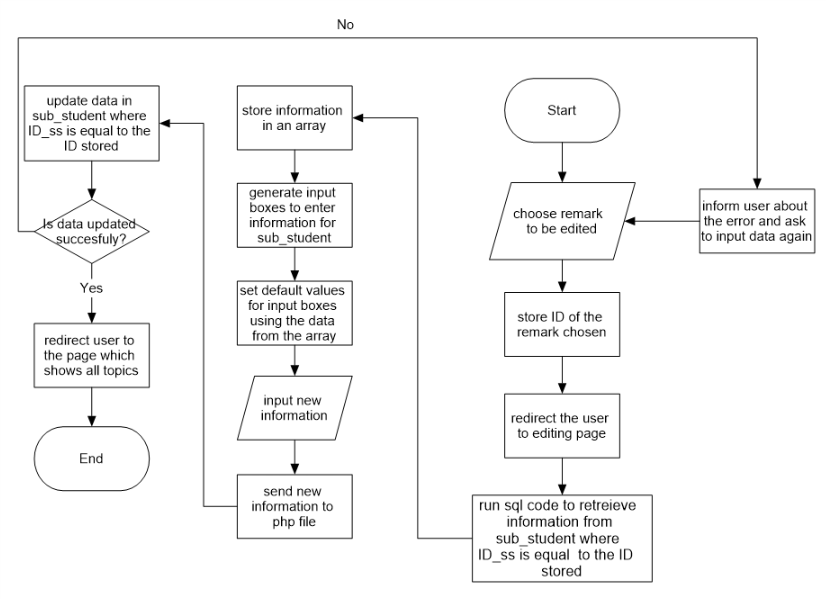 No
Start
choose remark
to be edited
store ID of the
remark chosen
redirect the user
to editing page
run sql code to retreieve
information from
sub_student where
ID_ss is equal  to the ID
stored
store information
in an array
generate input
boxes to enter
information for
sub_student
set default values
for input boxes
using the data
from the array
input new
information
send new
information to
php file
update data in
sub_student where
ID_ss is equal to the
ID stored
Is data updated
succesfuly?
Yes
redirect user to
the page which
shows all topics
End
inform user about
the error and ask
to input data again